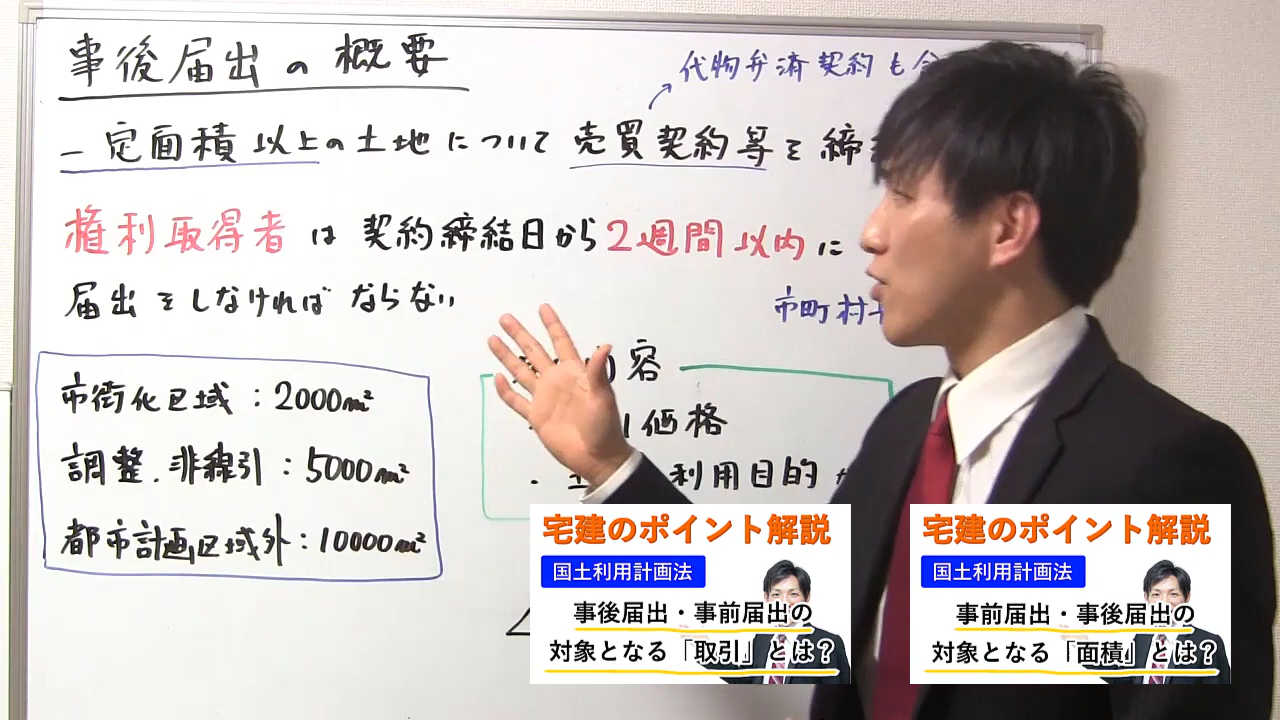 事後届出の概要
代物弁済契約も
一定面積以上の土地について売買契約等を締
権利取得者は契約締結日から2週間以内に
届出をしなければならない
市町村
市街化区域：2000㎡
調整・非線引：5000㎡
都市計画区域外：10000㎡
容
価格
利用目的
宅建のポイント解説
国土利用計画法
事後届出・事前届出の
対象となる「取引」とは？
宅建のポイント解説
国土利用計画法
事前届出・事後届出の
対象となる「面積」とは？